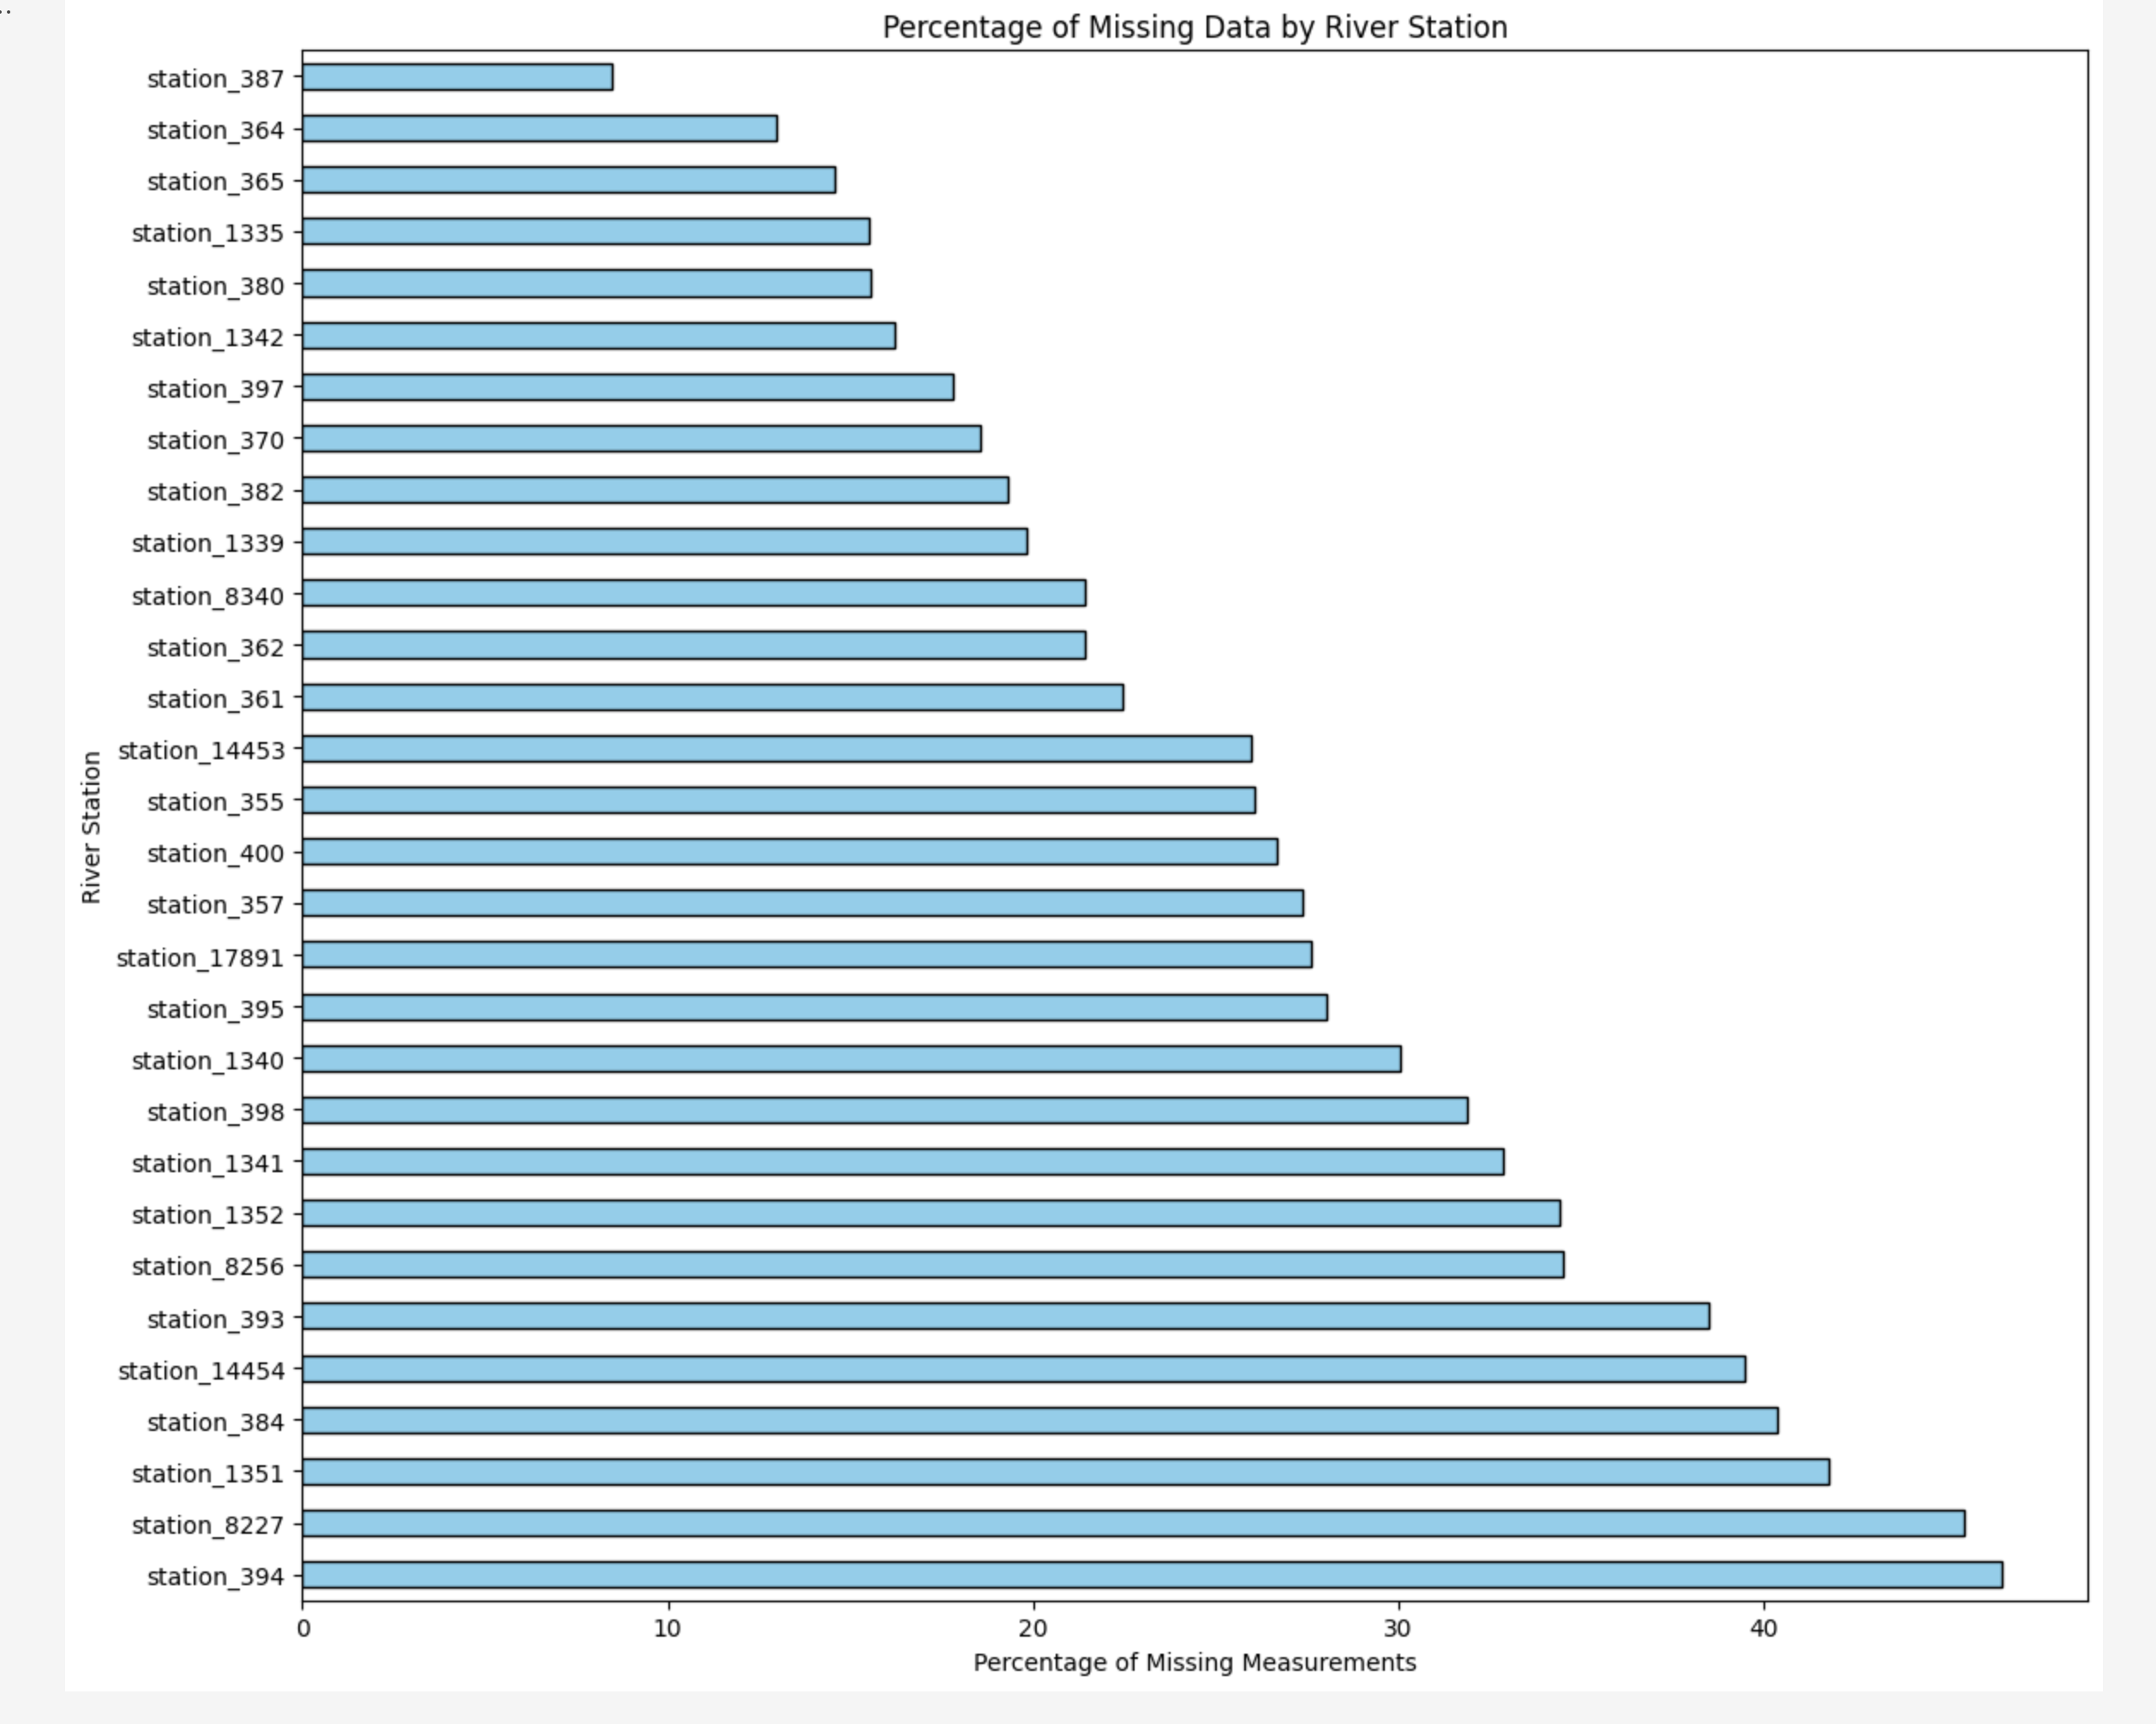 ..
Percentage of Missing Data by River Station
station_387
station_364
station_365
station_1335
station_380
station_1342
station_397
station_370
station_382
station_1339
station_8340
station_362
station_361
station_14453
station_355
station_400
station_357
station_17891
station_395
station_1340
station_398
station_1341
station_1352
station_8256
station_393
station_14454
station_384
station_1351
station_8227
station_394
River Station
0 10 20 30 40
Percentage of Missing Measurements